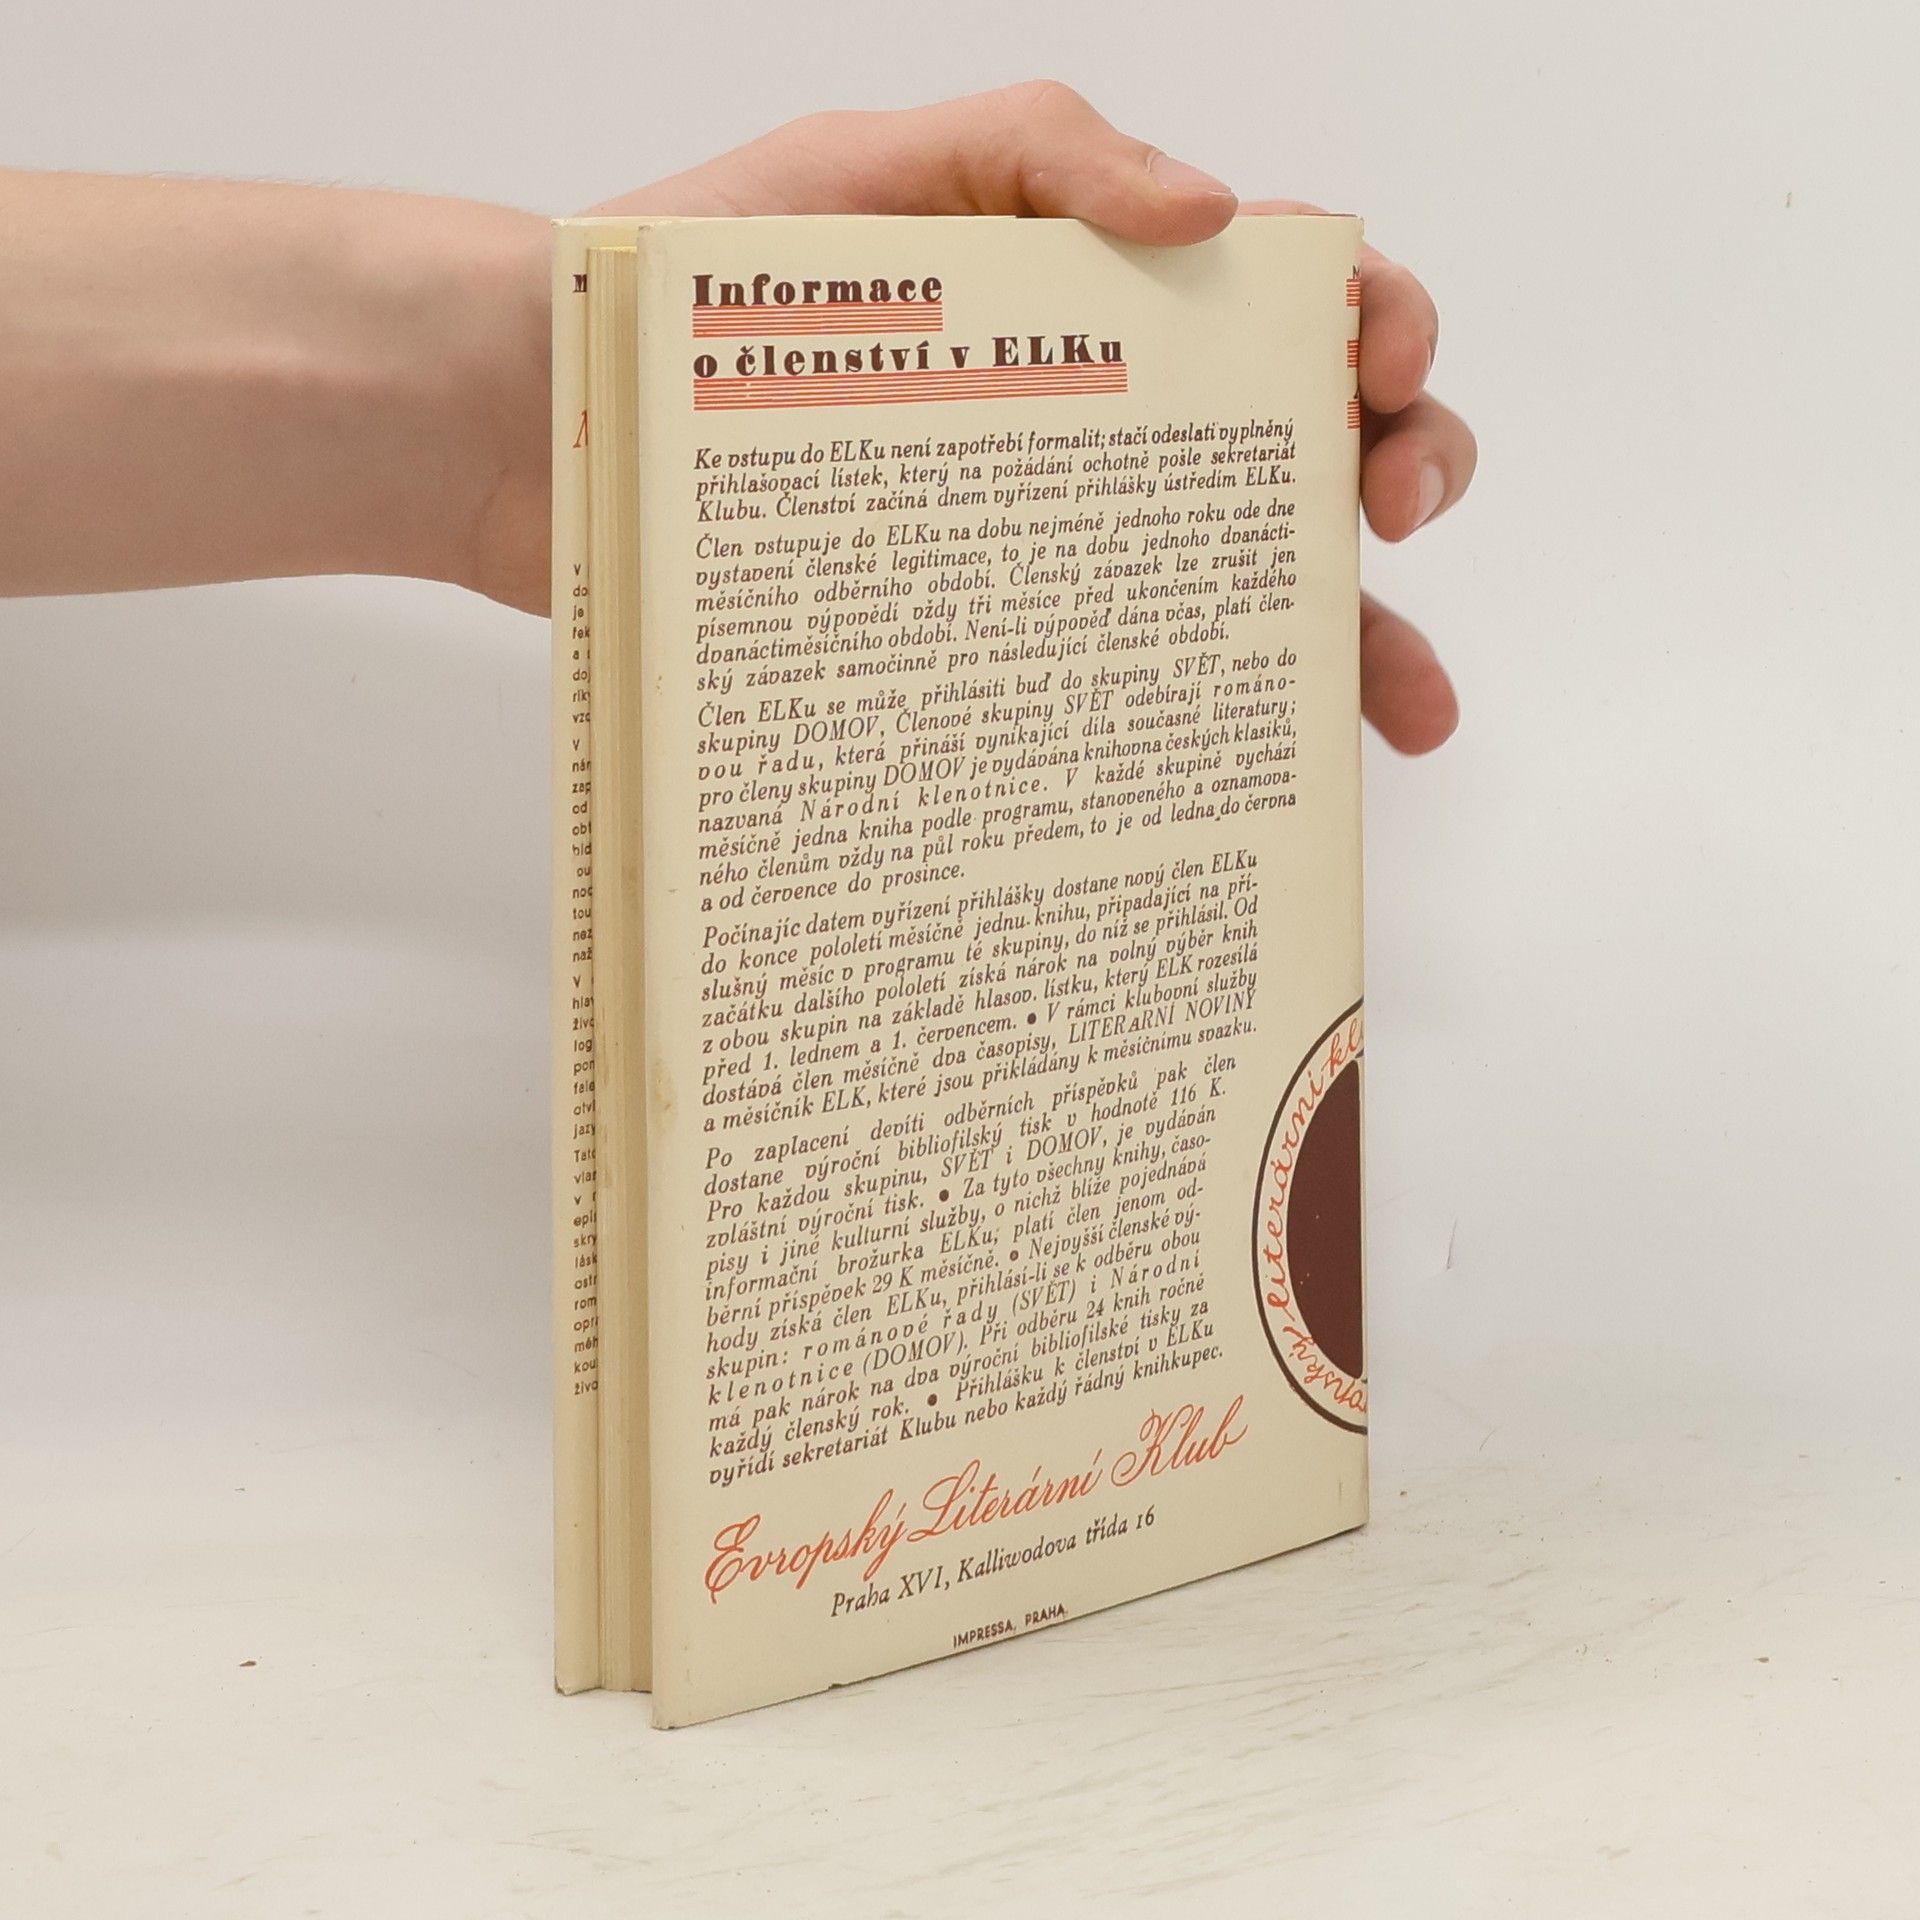 Informace
o členství v ELKu
Ke vstupu do ELKu není zapotřebí formalit; stačí odeslati vyplněný
přihlašovací lístek, který na požádání ochotně pošle sekretariát
Klubu. Členství začíná dnem vyřízení přihlášky ústředím ELKu.
Člen vstupuje do ELKu na dobu nejméně jednoho roku ode dne
vystavení členské legitimace, to je na dobu jednoho dvanácti-
měsíčního odběrního období. Členský závazek lze zrušit jen
písemnou výpovědí vždy tři měsíce před ukončením každého
dvanáctiměsíčního období. Není-li výpověď dána včas, platí člen-
ský závazek samočinně pro následující členské období.
Člen ELKu se může přihlásiti buď do skupiny SVĚT, nebo do
skupiny DOMOV. Členové skupiny SVĚT odebírají románo-
vou řadu, která přináší vynikající díla současné literatury;
pro členy skupiny DOMOV je vydávána knihovna českých klasiků,
nazvaná Národní klenotnice. V každé skupině vychází
měsíčně jedna kniha podle programu, stanoveného a oznamova-
ného členům vždy na půl roku předem, to je od ledna do června
a od července do prosince.
Počínajíc datem vyřízení přihlášky dostane nový člen ELKu
do konce pololetí měsíčně jednu knihu, připadající na pří-
slušný měsíc v programu té skupiny, do níž se přihlásil. Od
začátku dalšího pololetí získá nárok na volný výběr knih
z obou skupin na základě hlasov. lístku, který ELK rozesílá
před 1. lednem a 1. červencem. ● V rámci klubovní služby
dostává člen měsíčně dva časopisy, LITERARNÍ NOVINY
a měsíčník ELK, které jsou přikládány k měsíčnímu svazku.
Po zaplacení devíti odběrních příspěvků pak člen
dostane výroční bibliofilský tisk v hodnotě 116 K.
Pro každou skupinu, SVĚT i DOMOV, je vydáván
zvláštní výroční tisk. ● Za tyto všechny knihy, časo-
pisy i jiné kulturní služby, o nichž blíže pojednává
informační brožurka ELKu, platí člen jenom od-
běrní příspěvek 29 K měsíčně. ● Nejvyšší členské vý-
hody získá člen ELKu, přihlásí-li se k odběru obou
skupin: románové řady (SVĚT) i Národní
klenotnice (DOMOV). Při odběru 24 knih ročně
má pak nárok na dva výroční bibliofilské tisky za
každý členský rok. ● Přihlášku k členství v ELKu
vyřídí sekretariát Klubu nebo každý řádný knihkupec.
Evropský Literární Klub
Praha XVI, Kalliwodova třída 16
IMPRESSA, PRAHA.
literární